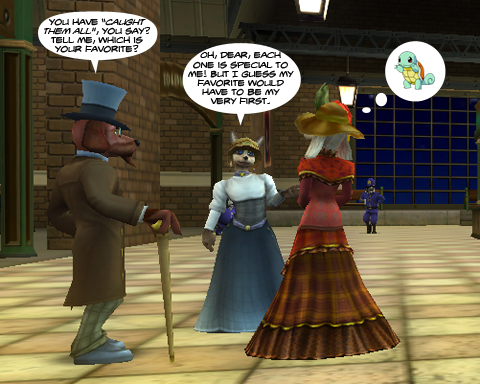 YOU HAVE "CAUGHT
THEM ALL", YOU SAY?
TELL ME, WHICH IS
YOUR FAVORITE?
OH, DEAR, EACH
ONE IS SPECIAL TO
ME! BUT I GUESS MY
FAVORITE WOULD
HAVE TO BE MY
VERY FIRST.